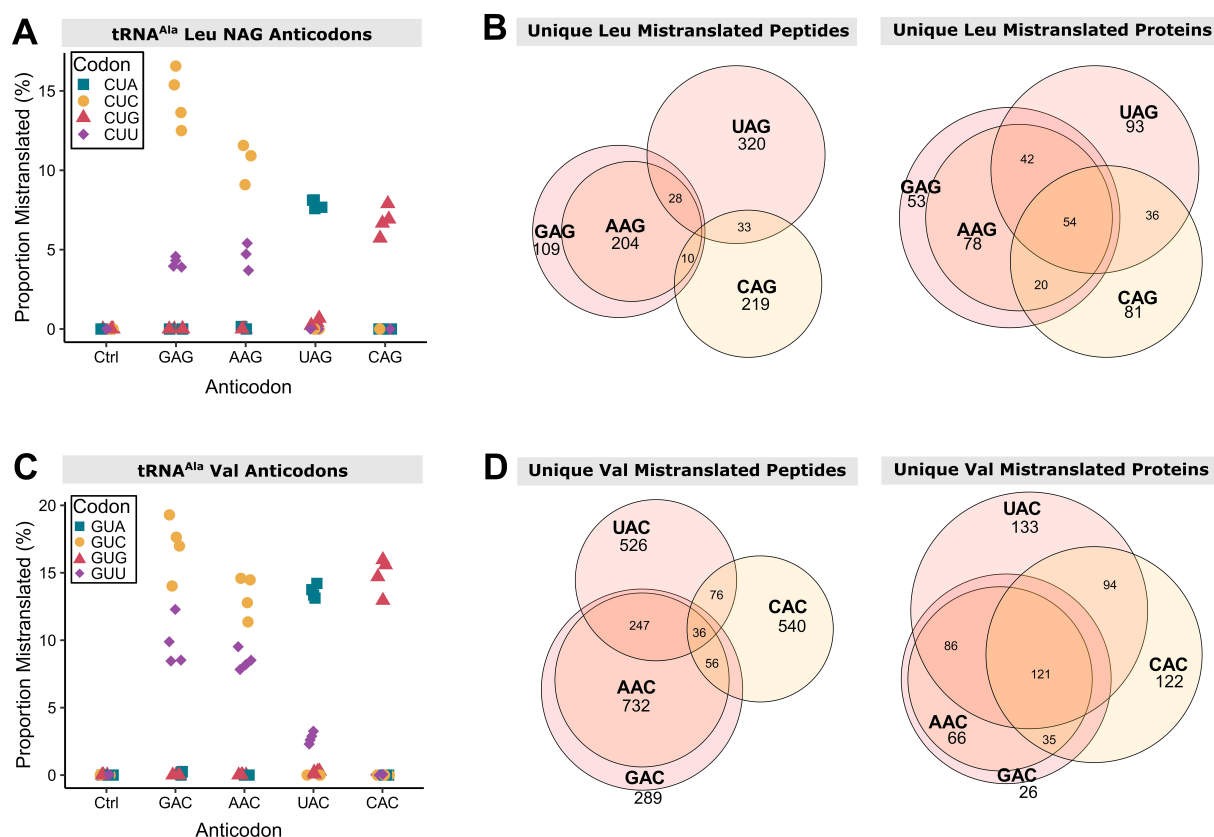 A
tRNA^Ala Leu NAG Anticodons
Proportion Mistranslated (%)
15
10
5
0
Codon
CUA
CUC
CUG
CUU
Ctrl
GAG
AAG
UAG
CAG
Anticodon
B
Unique Leu Mistranslated Peptides
UAG
320
28
GAG
109
AAG
204
33
10
CAG
219
Unique Leu Mistranslated Proteins
UAG
93
42
GAG
53
AAG
78
54
36
20
CAG
81
C
tRNA^Ala Val Anticodons
Proportion Mistranslated (%)
20
15
10
5
0
Codon
GUA
GUC
GUG
GUU
Ctrl
GAC
AAC
UAC
CAC
Anticodon
D
Unique Val Mistranslated Peptides
UAC
526
76
CAC
540
247
36
56
AAC
732
GAC
289
Unique Val Mistranslated Proteins
UAC
133
94
86
121
CAC
122
AAC
66
35
GAC
26